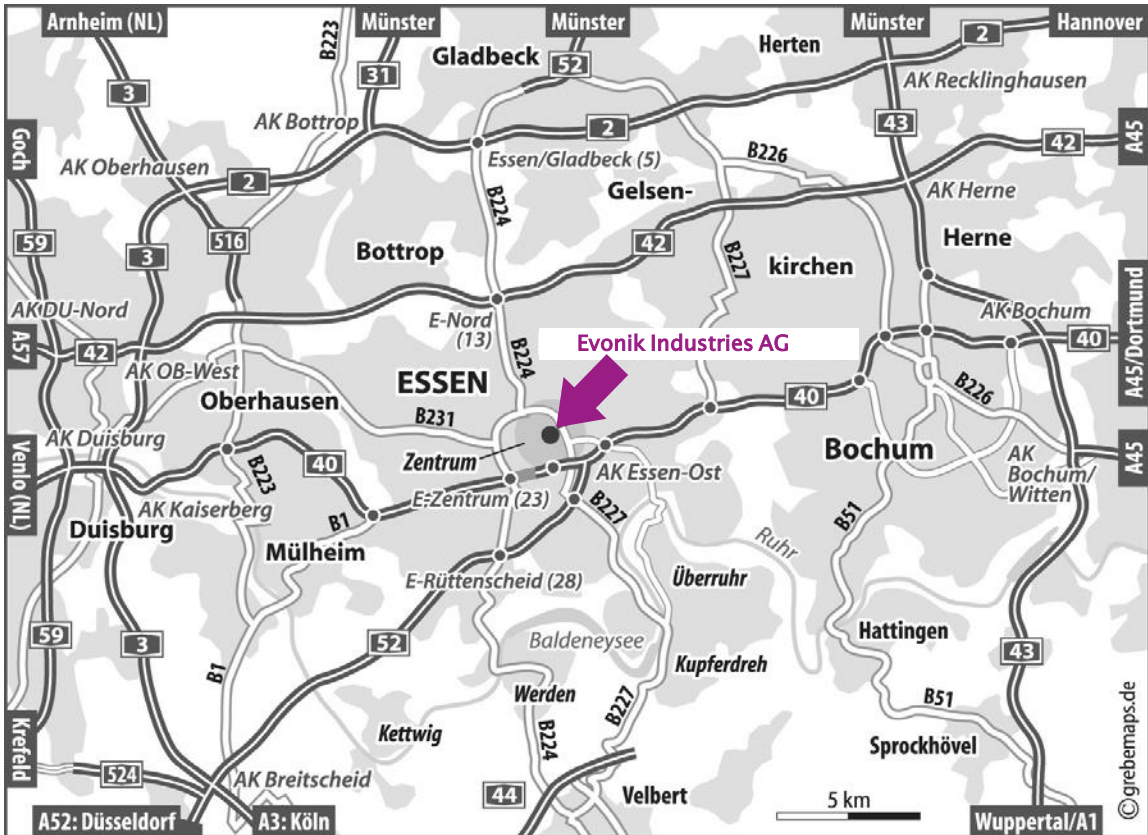 Arnheim (NL)
B223
Münster
Münster
Münster
Hannover
Gladbeck
52
Herten
2
31
3
AK Recklinghausen
AK Bottrop
2
43
42
A45
Goch
Essen/Gladbeck (5)
B226
AK Oberhausen
2
Gelsen-
AK Herne
B224
59
516
3
Bottrop
42
B227
kirchen
Herne
AK DU-Nord
AK Bochum
E-Nord
(13)
A57
42
Evonik Industries AG
40
A45/Dortmund
AK OB-West
B224
ESSEN
Oberhausen
40
B226
B231
AK Duisburg
Zentrum
Bochum
A45
Venlo (NL)
B223
40
AK Essen-Ost
AK
Bochum/
Witten
AK Kaiserberg
E-Zentrum (23)
B227
B51
Duisburg
B1
Mülheim
Ruhr
E-Rüttenscheid (28)
Überruhr
59
3
52
Baldeneysee
Hattingen
43
B1
Kupferdreh
Werden
B227
B51
Krefeld
Kettwig
B224
Sprockhövel
524
AK Breitscheid
44
Velbert
5 km
A52: Düsseldorf
A3: Köln
Wuppertal/A1
©grebemaps.de